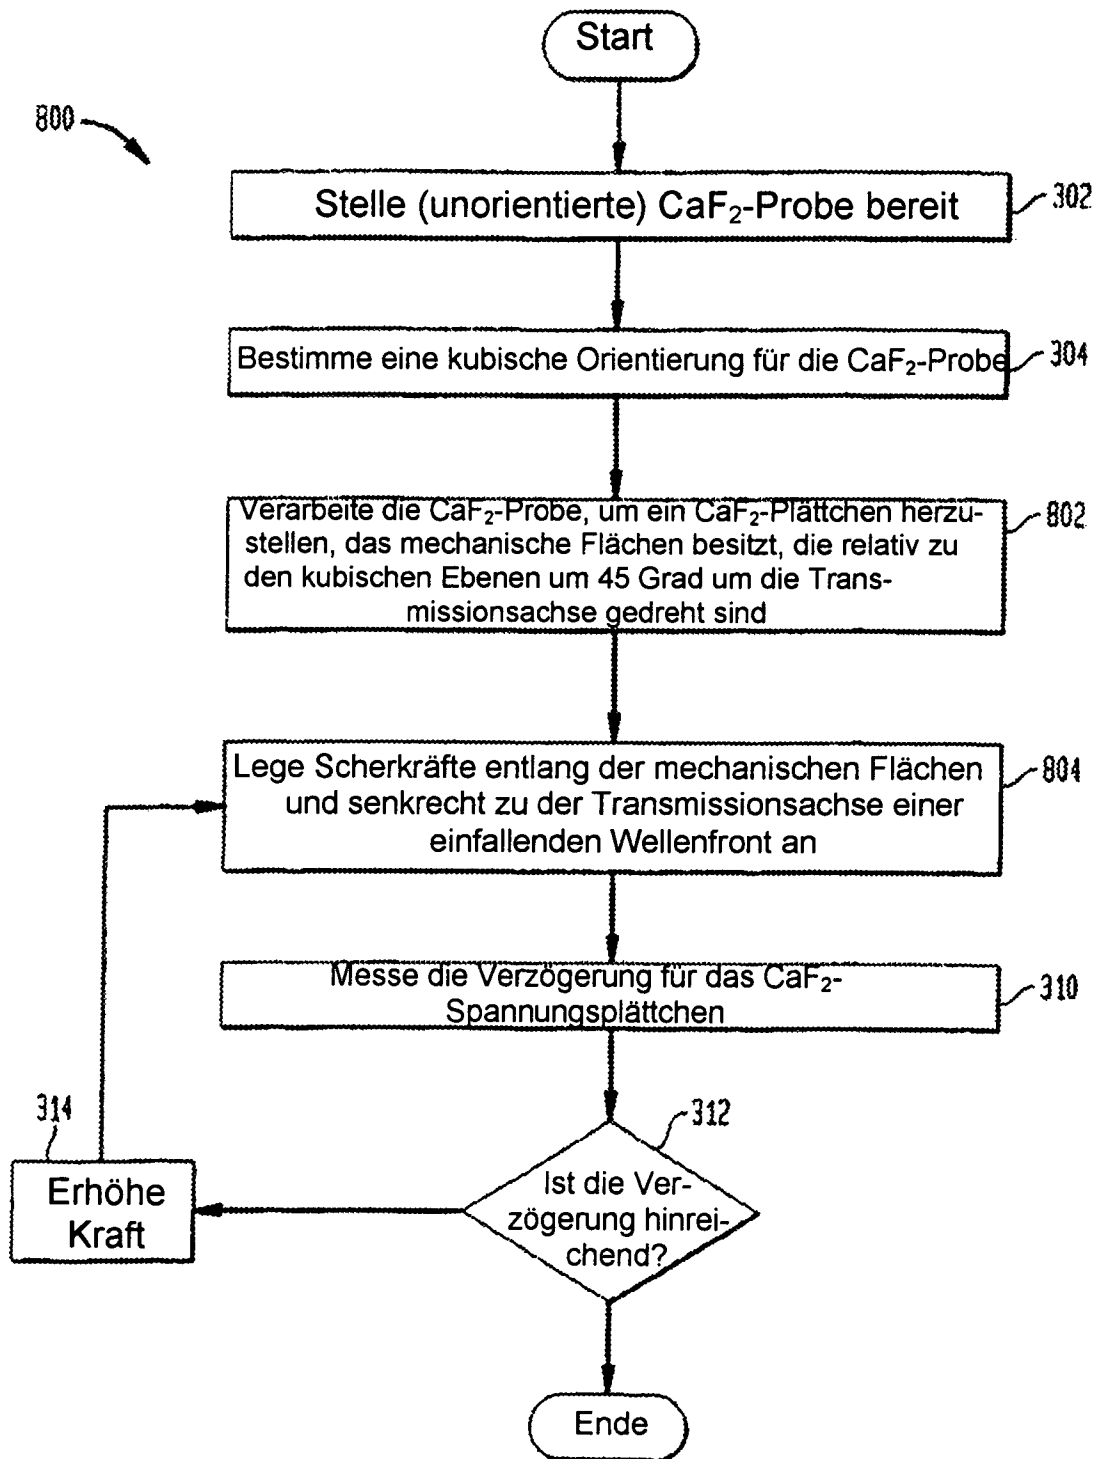 Start
800
Stelle (unorientierte) CaF₂-Probe bereit
302
Bestimme eine kubische Orientierung für die CaF₂-Probe
304
Verarbeite die CaF₂-Probe, um ein CaF₂-Plättchen herzu-
stellen, das mechanische Flächen besitzt, die relativ zu
den kubischen Ebenen um 45 Grad um die Trans-
missionsachse gedreht sind
802
Lege Scherkräfte entlang der mechanischen Flächen
und senkrecht zu der Transmissionsachse einer
einfallenden Wellenfront an
804
Messe die Verzögerung für das CaF₂-
Spannungsplättchen
310
314
312
Erhöhe
Kraft
Ist die Ver-
zögerung hinrei-
chend?
Ende